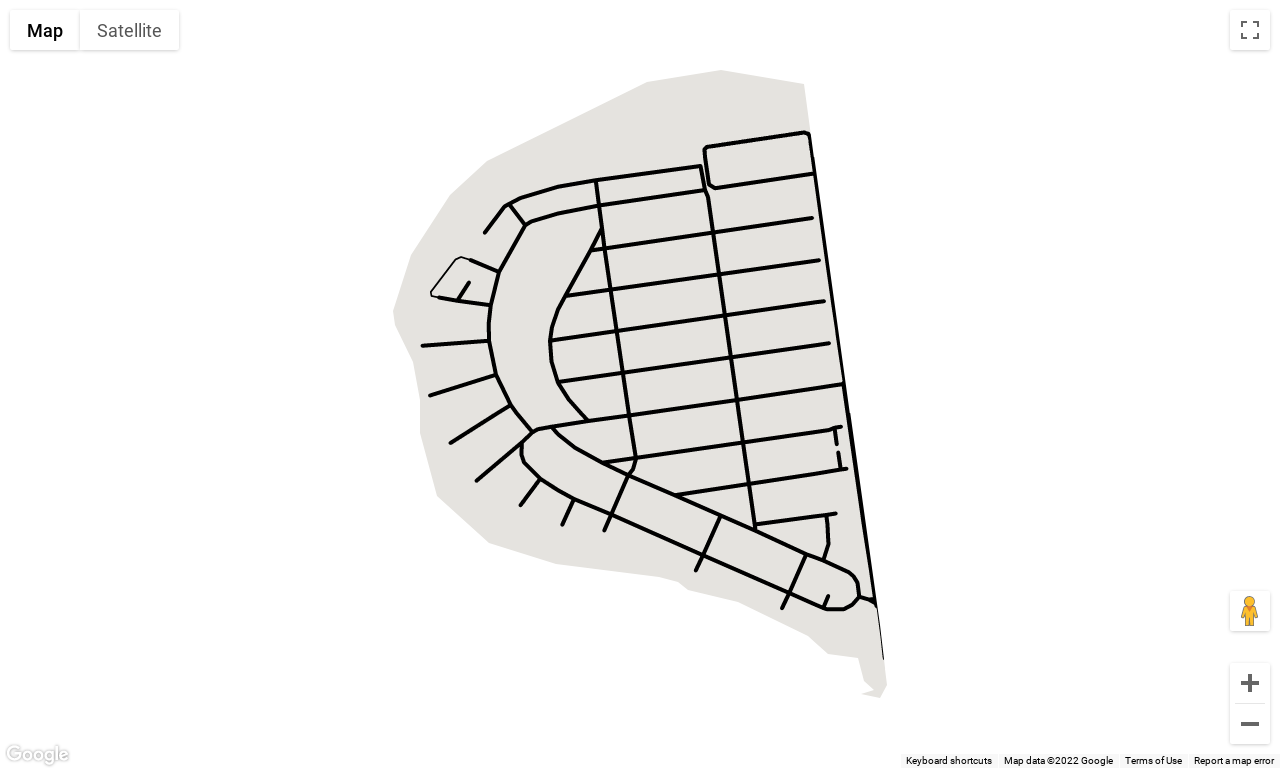 Map
Satellite
Google
Keyboard shortcuts
Map data ©2022 Google
Terms of Use
Report a map error